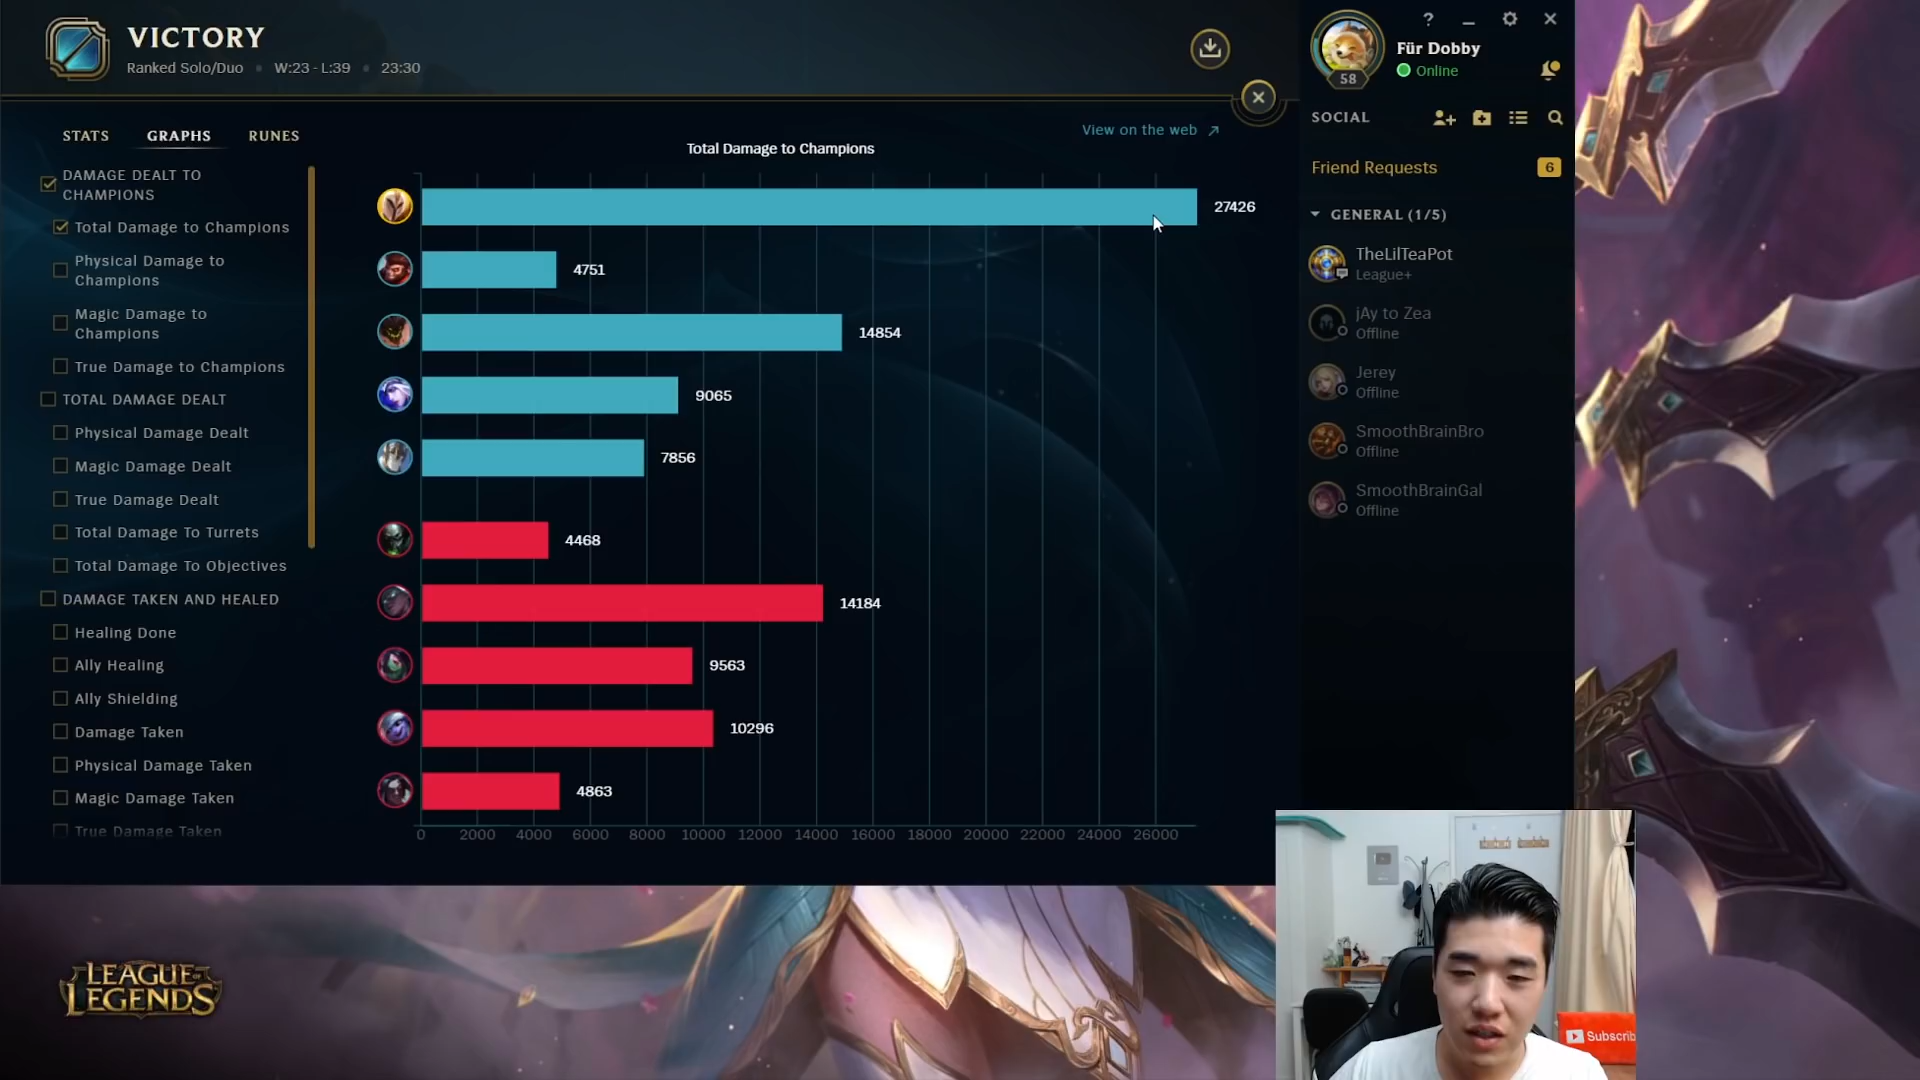 VICTORY
Ranked Solo/Duo • W:23 - L:39 • 23:30
STATS GRAPHS RUNES
View on the web
Total Damage to Champions
DAMAGE DEALT TO
CHAMPIONS
Total Damage to Champions
Physical Damage to
Champions
Magic Damage to
Champions
True Damage to Champions
TOTAL DAMAGE DEALT
Physical Damage Dealt
Magic Damage Dealt
True Damage Dealt
Total Damage To Turrets
Total Damage To Objectives
DAMAGE TAKEN AND HEALED
Healing Done
Ally Healing
Ally Shielding
Damage Taken
Physical Damage Taken
Magic Damage Taken
True Damage Taken
27426
4751
14854
9065
7856
4468
14184
9563
10296
4863
0 2000 4000 6000 8000 10000 12000 14000 16000 18000 20000 22000 24000 26000
?
Für Dobby
58
Online
SOCIAL
Friend Requests 6
GENERAL (1/5)
TheLilTeaPot
League+
jAy to Zea
Offline
Jerey
Offline
SmoothBrainBro
Offline
SmoothBrainGal
Offline
LEAGUE OF
LEGENDS
Subscrib